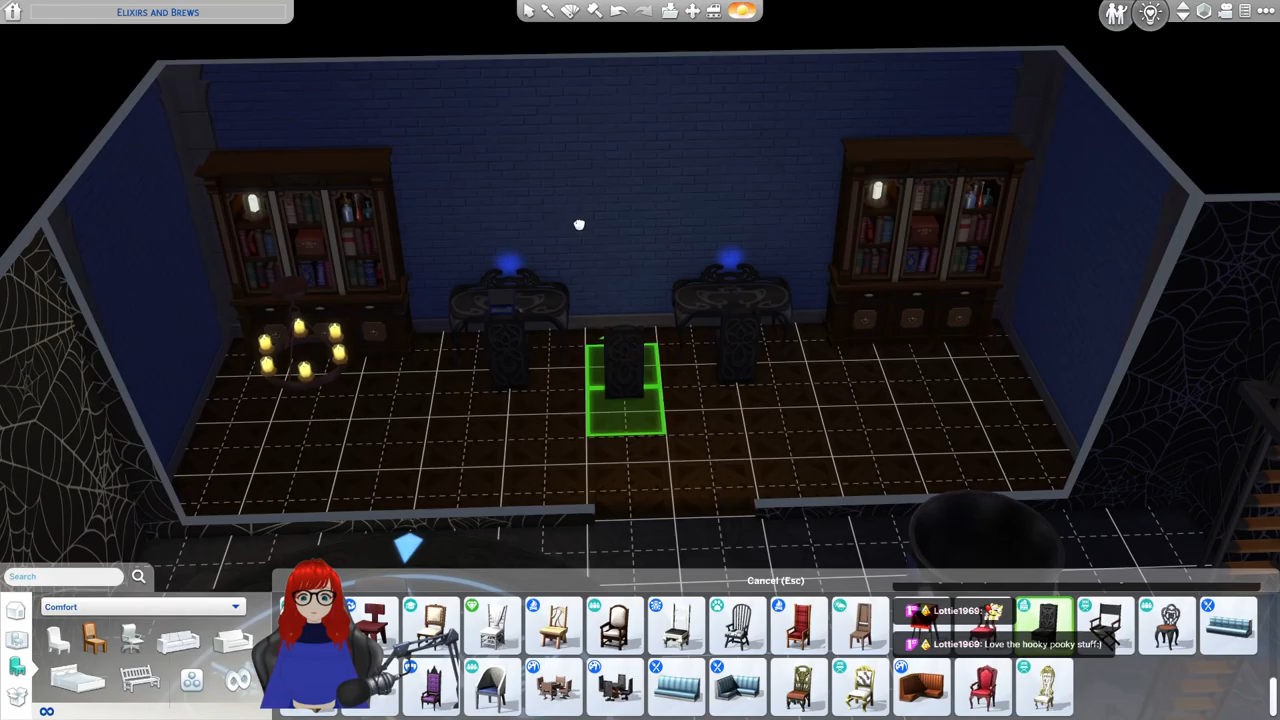 Elixirs and Brews
Cancel (Esc)
Search
Comfort
Lottie1969:
Lottie1969: Love the hooky pooky stuff:)